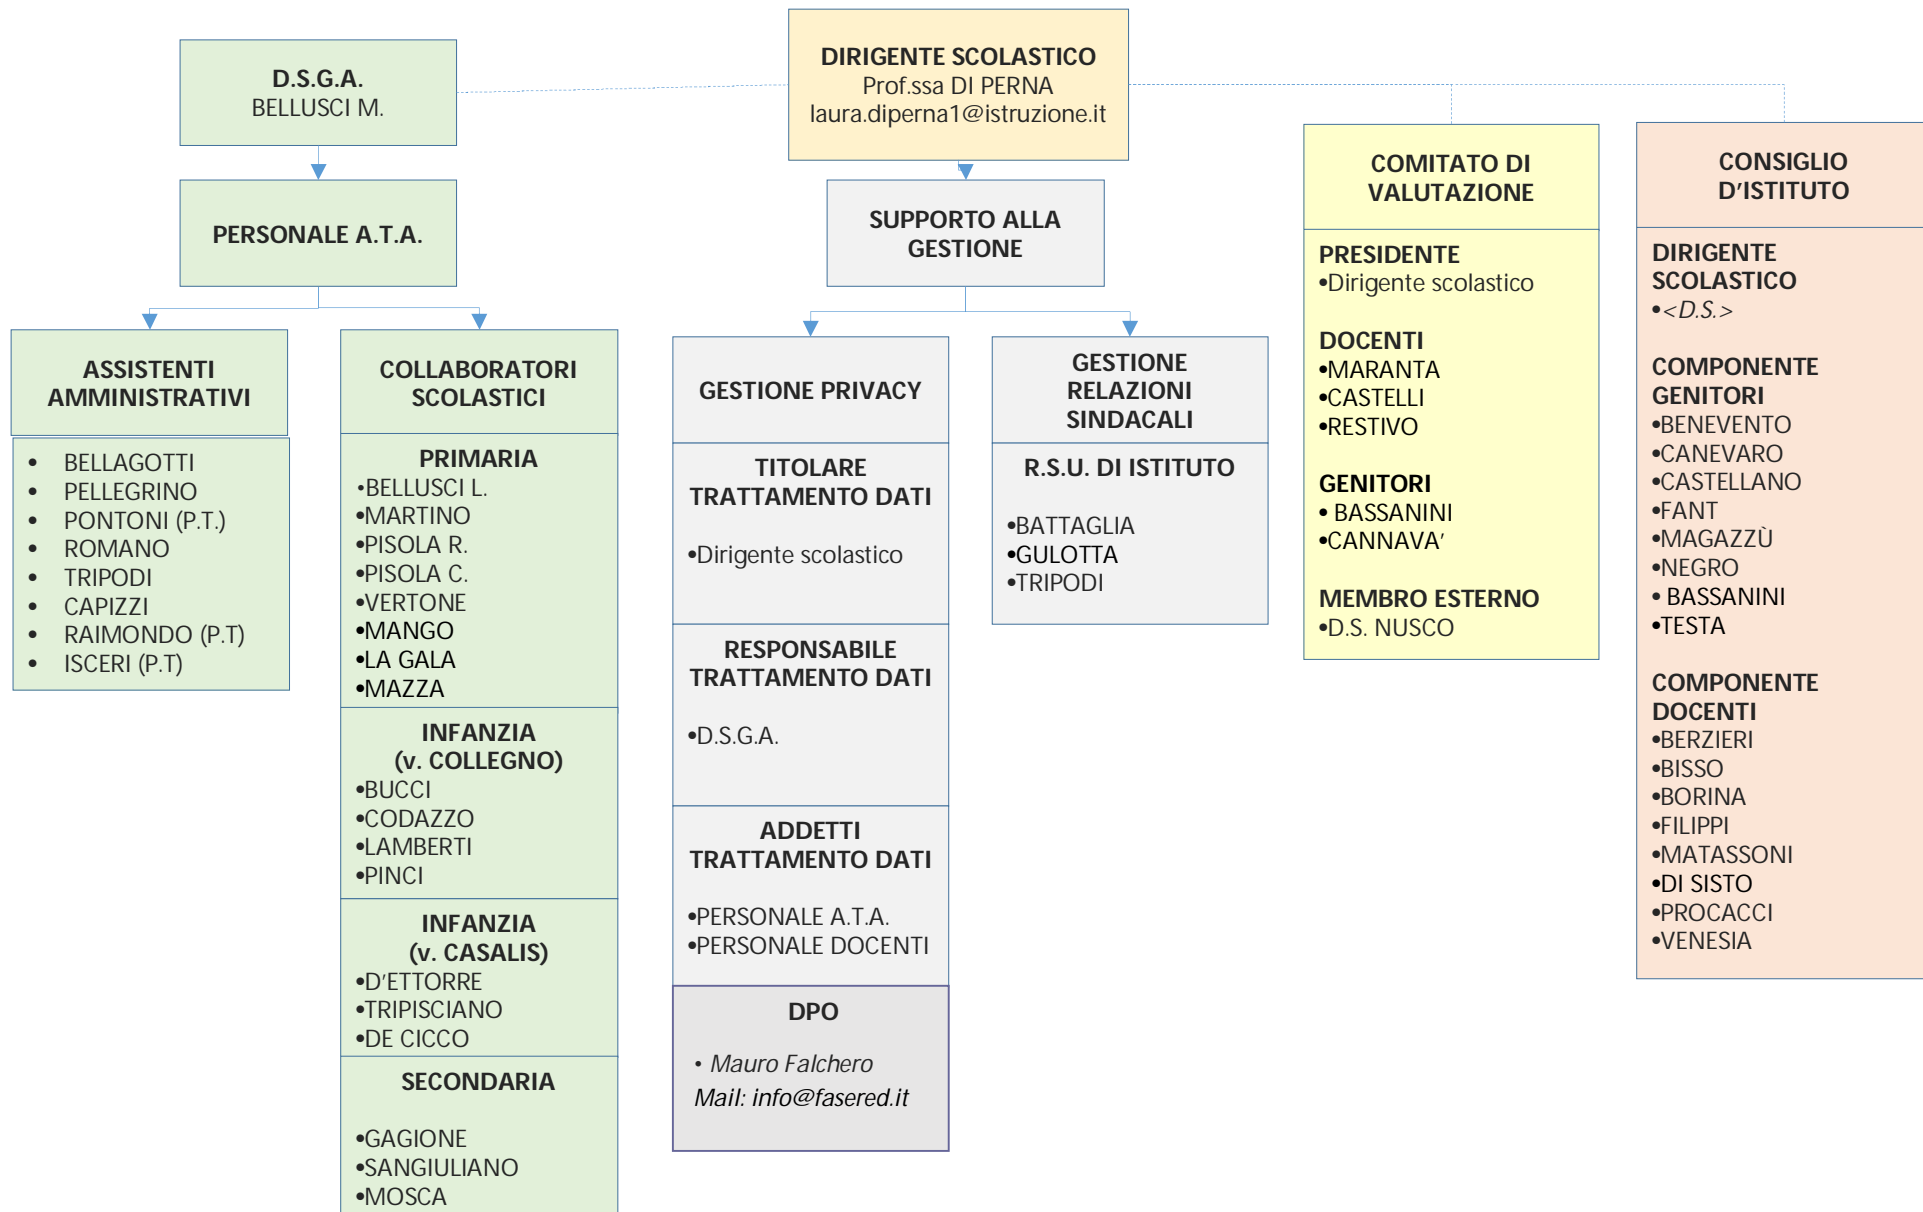 D.S.G.A.
BELLUSCI M.
DIRIGENTE SCOLASTICO
Prof.ssa DI PERNA
laura.diperna1@istruzione.it
PERSONALE A.T.A.
SUPPORTO ALLA
GESTIONE
ASSISTENTI
AMMINISTRATIVI
• BELLAGOTTI
• PELLEGRINO
• PONTONI (P.T.)
• ROMANO
• TRIPODI
• CAPIZZI
• RAIMONDO (P.T)
• ISCERI (P.T)
COLLABORATORI
SCOLASTICI
PRIMARIA
•BELLUSCI L.
•MARTINO
•PISOLA R.
•PISOLA C.
•VERTONE
•MANGO
•LA GALA
•MAZZA
INFANZIA
(v. COLLEGNO)
•BUCCI
•CODAZZO
•LAMBERTI
•PINCI
INFANZIA
(v. CASALIS)
•D'ETTORRE
•TRIPISCIANO
•DE CICCO
SECONDARIA
•GAGIONE
•SANGIULIANO
•MOSCA
GESTIONE PRIVACY
TITOLARE
TRATTAMENTO DATI
•Dirigente scolastico
RESPONSABILE
TRATTAMENTO DATI
•D.S.G.A.
ADDETTI
TRATTAMENTO DATI
•PERSONALE A.T.A.
•PERSONALE DOCENTI
DPO
• Mauro Falchero
Mail: info@fasered.it
GESTIONE
RELAZIONI
SINDACALI
R.S.U. DI ISTITUTO
•BATTAGLIA
•GULOTTA
•TRIPODI
COMITATO DI
VALUTAZIONE
PRESIDENTE
•Dirigente scolastico
DOCENTI
•MARANTA
•CASTELLI
•RESTIVO
GENITORI
• BASSANINI
•CANNAVA’
MEMBRO ESTERNO
•D.S. NUSCO
CONSIGLIO
D’ISTITUTO
DIRIGENTE
SCOLASTICO
•<D.S.>
COMPONENTE
GENITORI
•BENEVENTO
•CANEVARO
•CASTELLANO
•FANT
•MAGAZZÙ
•NEGRO
• BASSANINI
•TESTA
COMPONENTE
DOCENTI
•BERZIERI
•BISSO
•BORINA
•FILIPPI
•MATASSONI
•DI SISTO
•PROCACCI
•VENESIA